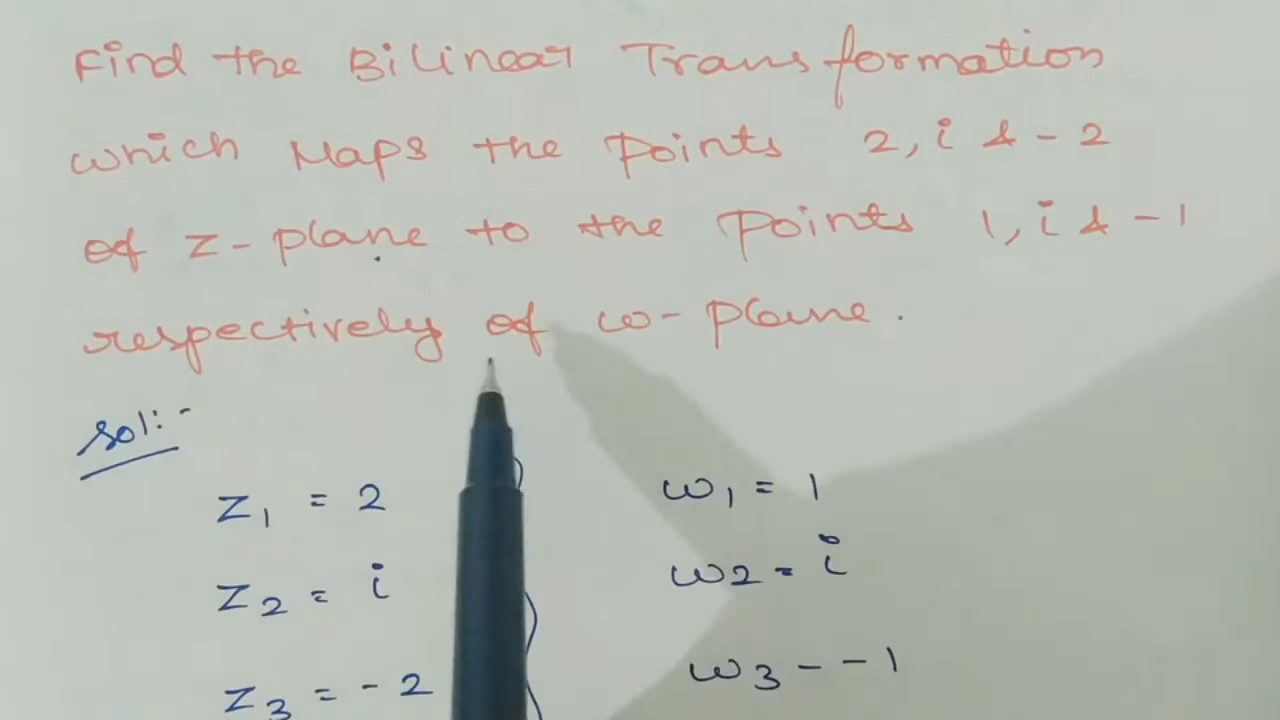 Find the Bilinear Transformation
which Maps the Points 2, i & -2
of z-plane to the Points 1, i & -1
respectively of w-plane.
Sol:-
z1 = 2 w1 = 1
z2 = i w2 = i
z3 = -2 w3 - -1